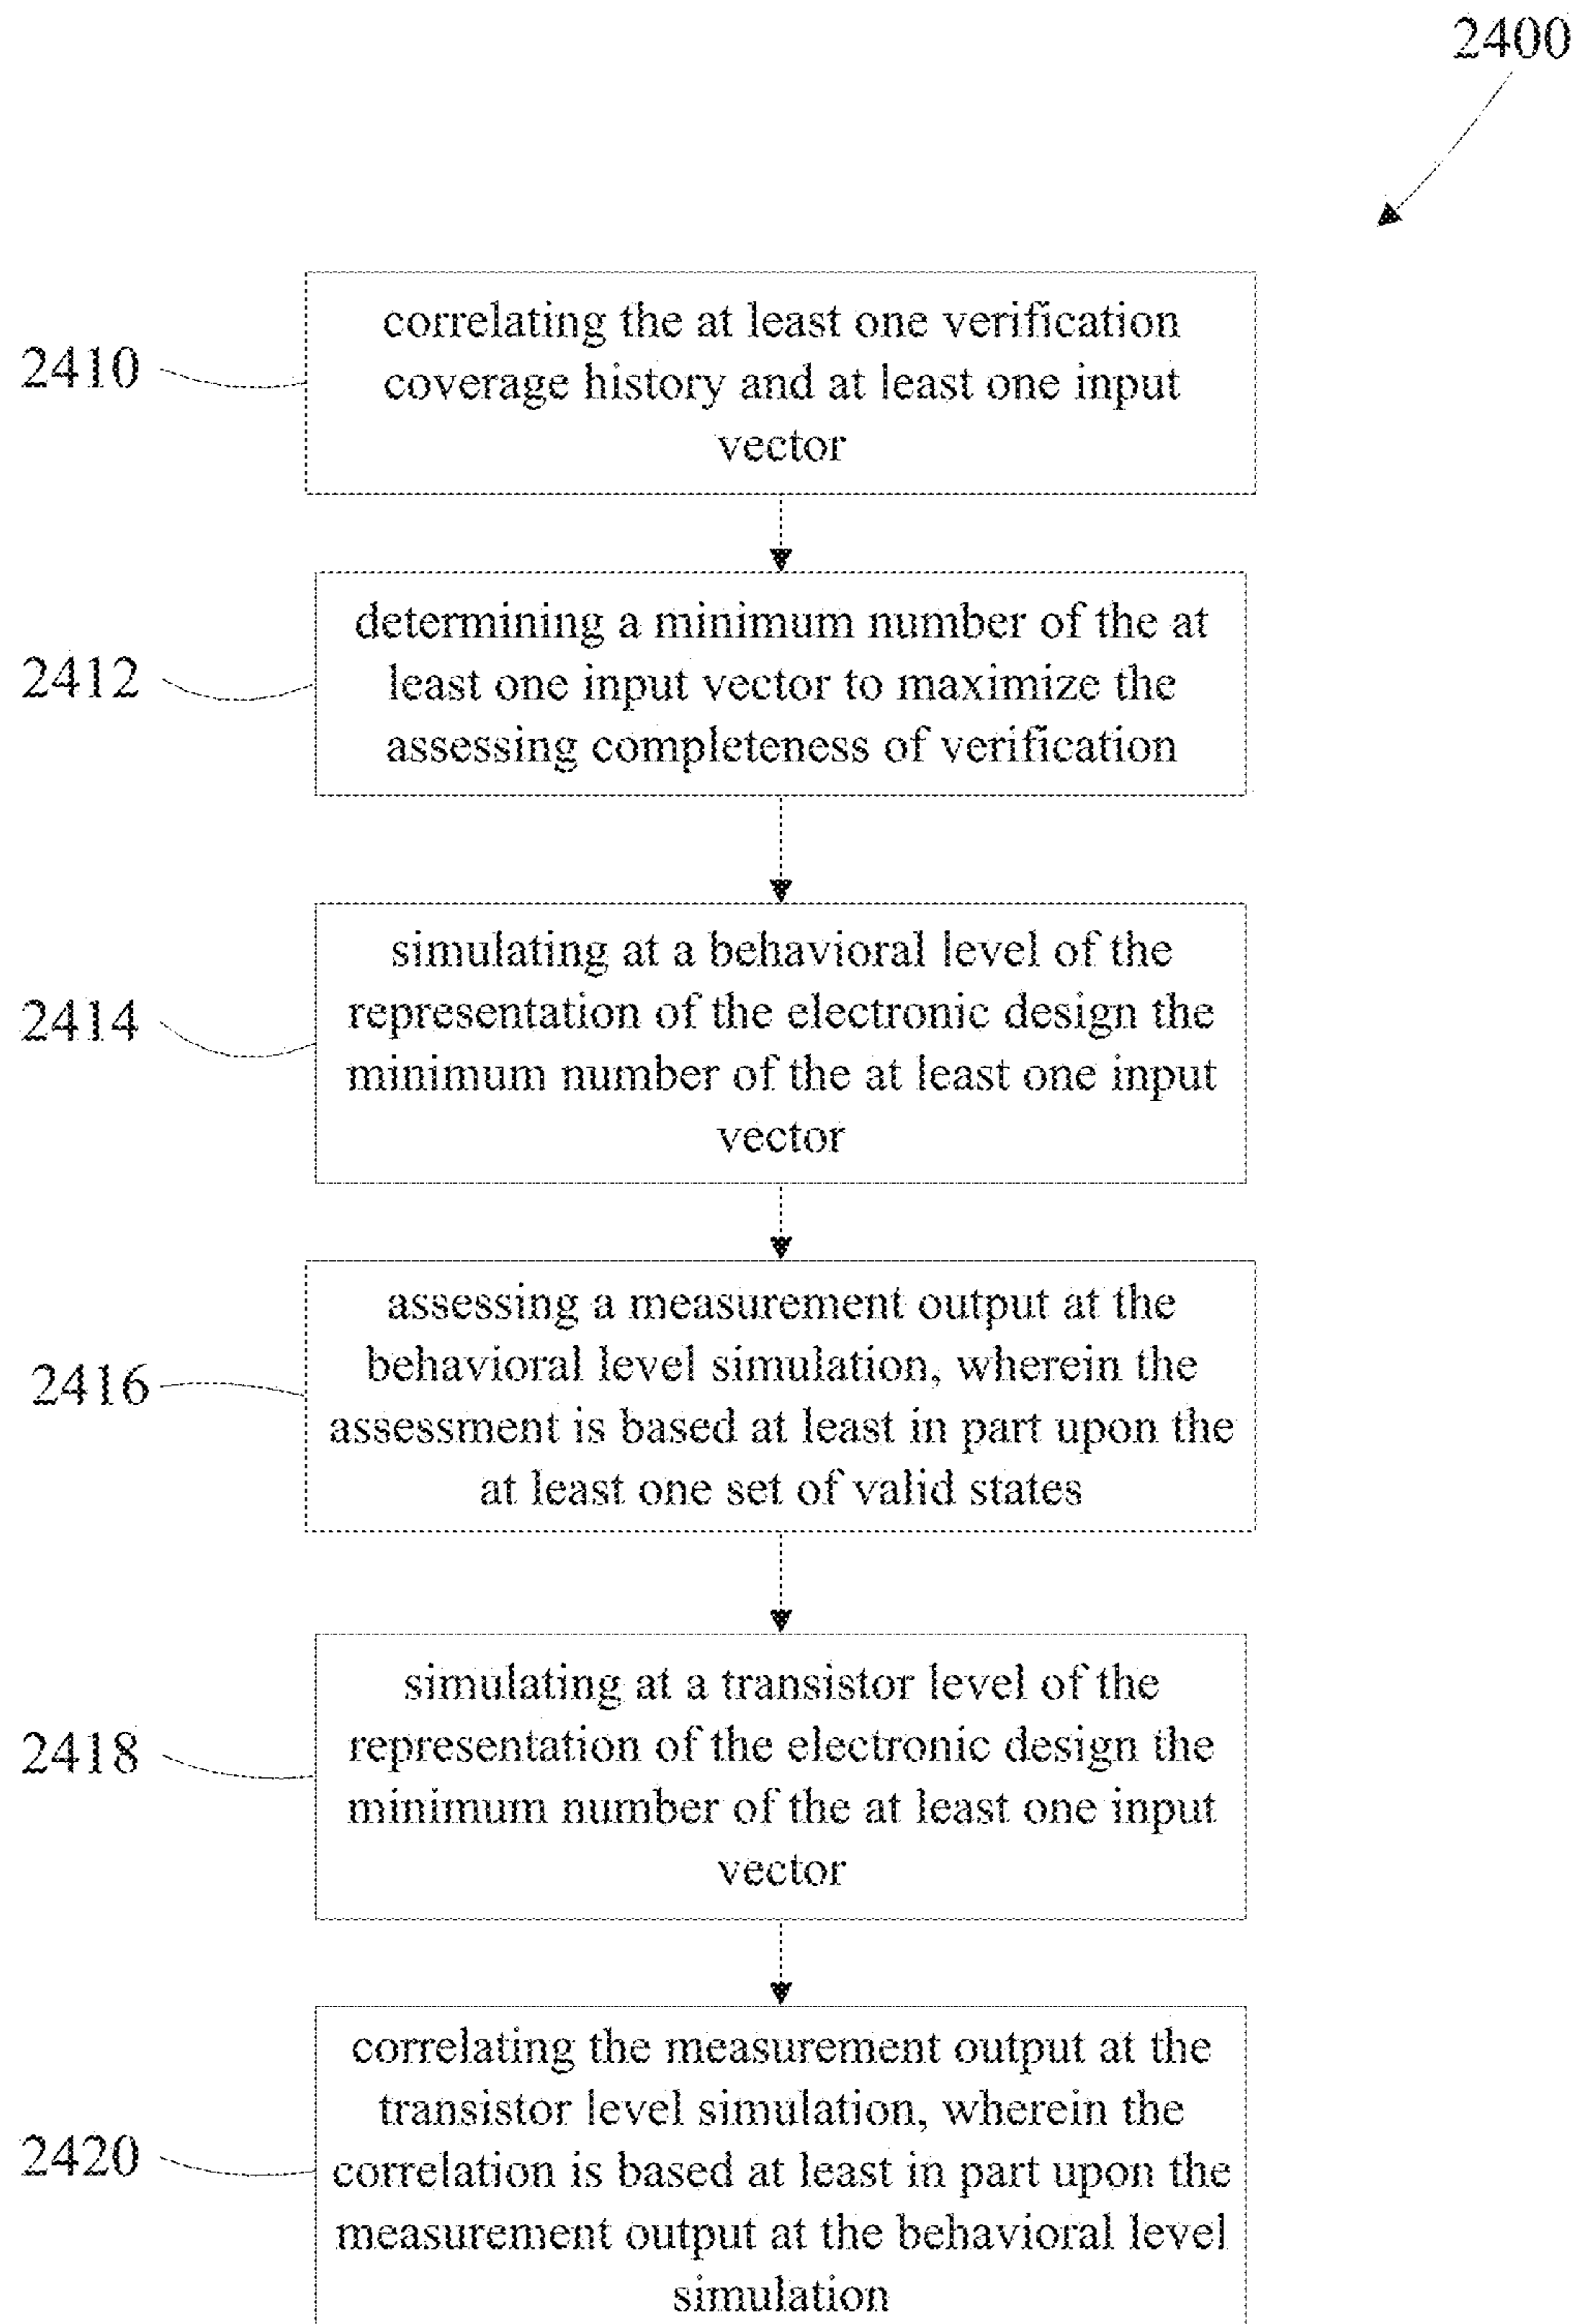 2400
2410
correlating the at least one verification
coverage history and at least one input
vector
2412
determining a minimum number of the at
least one input vector to maximize the
assessing completeness of verification
2414
simulating at a behavioral level of the
representation of the electronic design the
minimum number of the at least one input
vector
2416
assessing a measurement output at the
behavioral level simulation, wherein the
assessment is based at least in part upon the
at least one set of valid states
2418
simulating at a transistor level of the
representation of the electronic design the
minimum number of the at least one input
vector
2420
correlating the measurement output at the
transistor level simulation, wherein the
correlation is based at least in part upon the
measurement output at the behavioral level
simulation